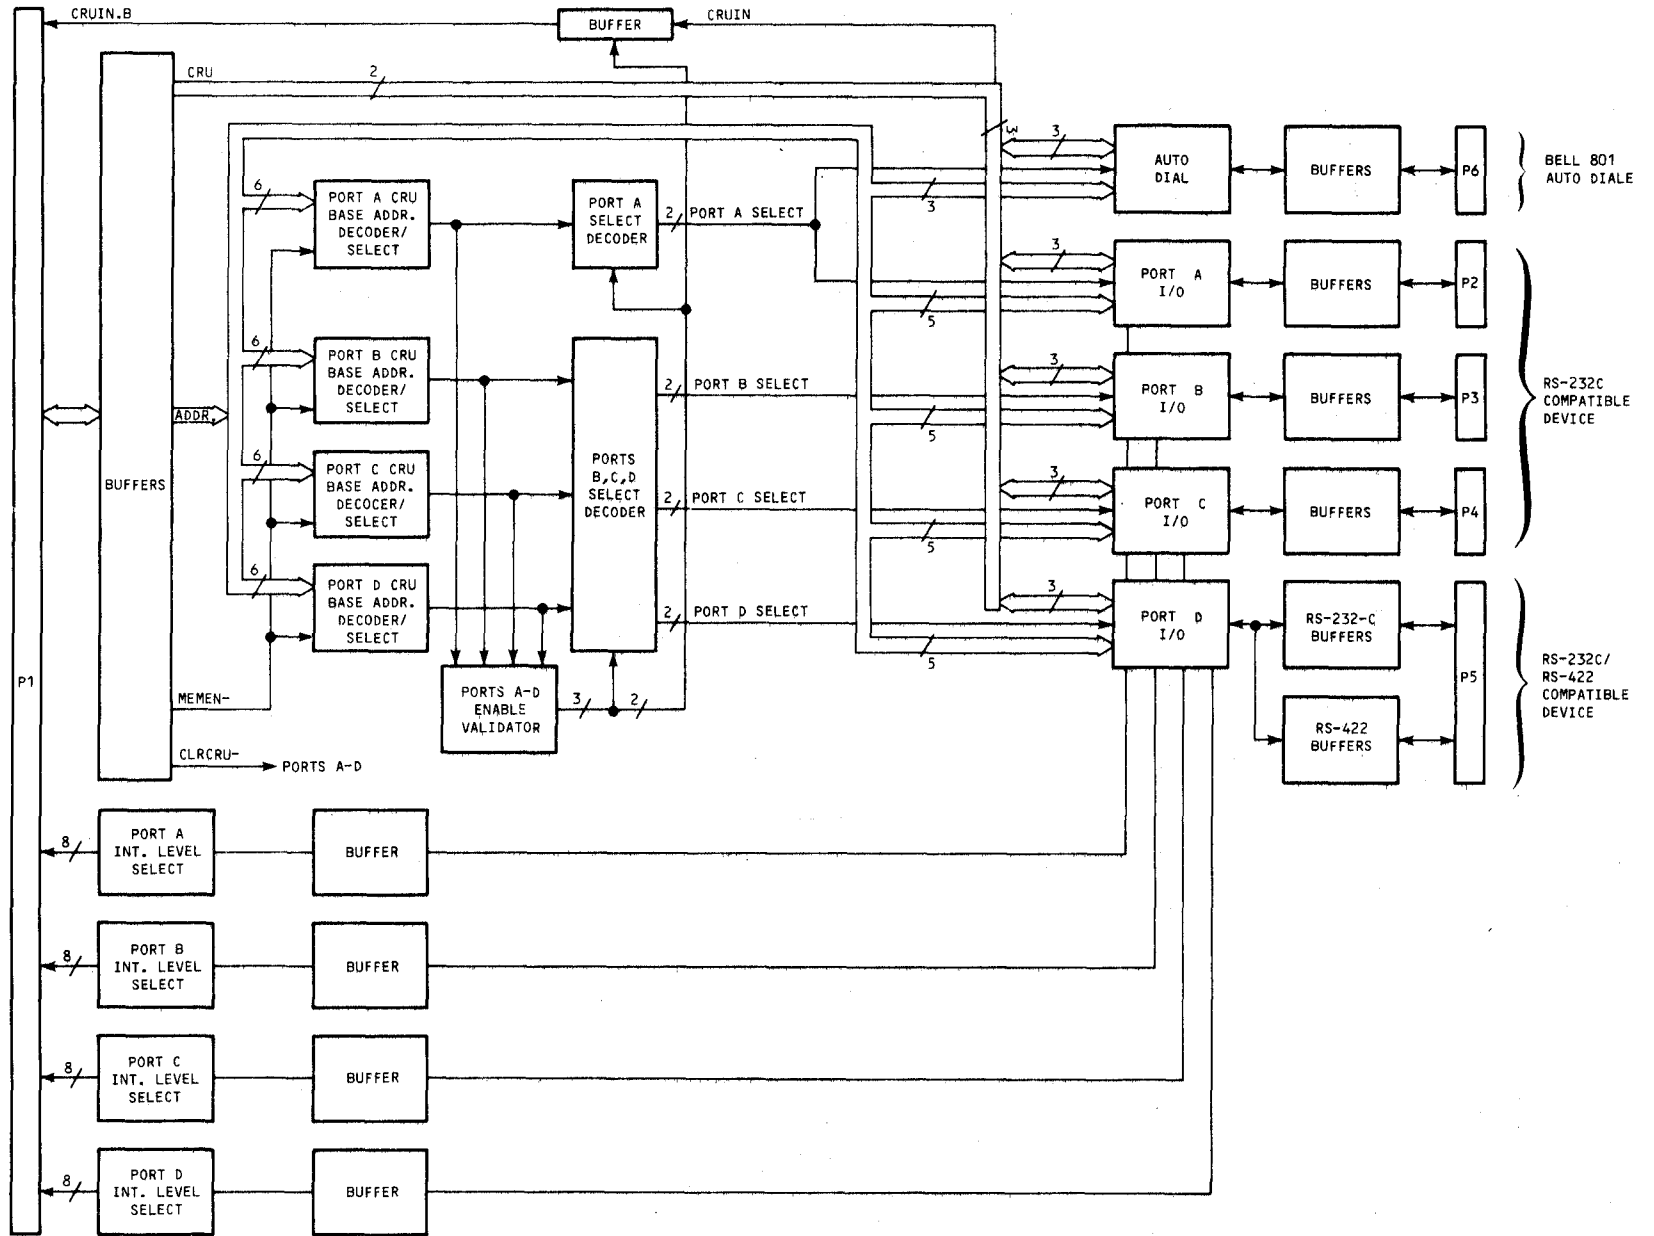 CRUIN.B
BUFFER
CRUIN
CRU
2
3
3
AUTO
DIAL
BUFFERS
P6
BELL 801
AUTO DIALE
3
6
PORT A CRU
BASE ADDR.
DECODER/
SELECT
PORT A
SELECT
DECODER
2
PORT A SELECT
3
PORT A
I/O
BUFFERS
P2
5
6
PORT B CRU
BASE ADDR.
DECODER/
SELECT
2
PORT B SELECT
3
PORT B
I/O
BUFFERS
P3
RS-232C
COMPATIBLE
DEVICE
5
ADDR.
BUFFERS
6
PORT C CRU
BASE ADDR.
DECOCER/
SELECT
PORTS
B,C,D
SELECT
DECODER
2
PORT C SELECT
3
PORT C
I/O
BUFFERS
P4
5
6
PORT D CRU
BASE ADDR.
DECODER/
SELECT
2
PORT D SELECT
3
PORT D
I/O
RS-232-C
BUFFERS
5
P1
P5
RS-232C/
RS-422
COMPATIBLE
DEVICE
MEMEN-
PORTS A-D
ENABLE
VALIDATOR
3
2
RS-422
BUFFERS
CLRCRU-
PORTS A-D
8
PORT A
INT. LEVEL
SELECT
BUFFER
8
PORT B
INT. LEVEL
SELECT
BUFFER
8
PORT C
INT. LEVEL
SELECT
BUFFER
8
PORT D
INT. LEVEL
SELECT
BUFFER